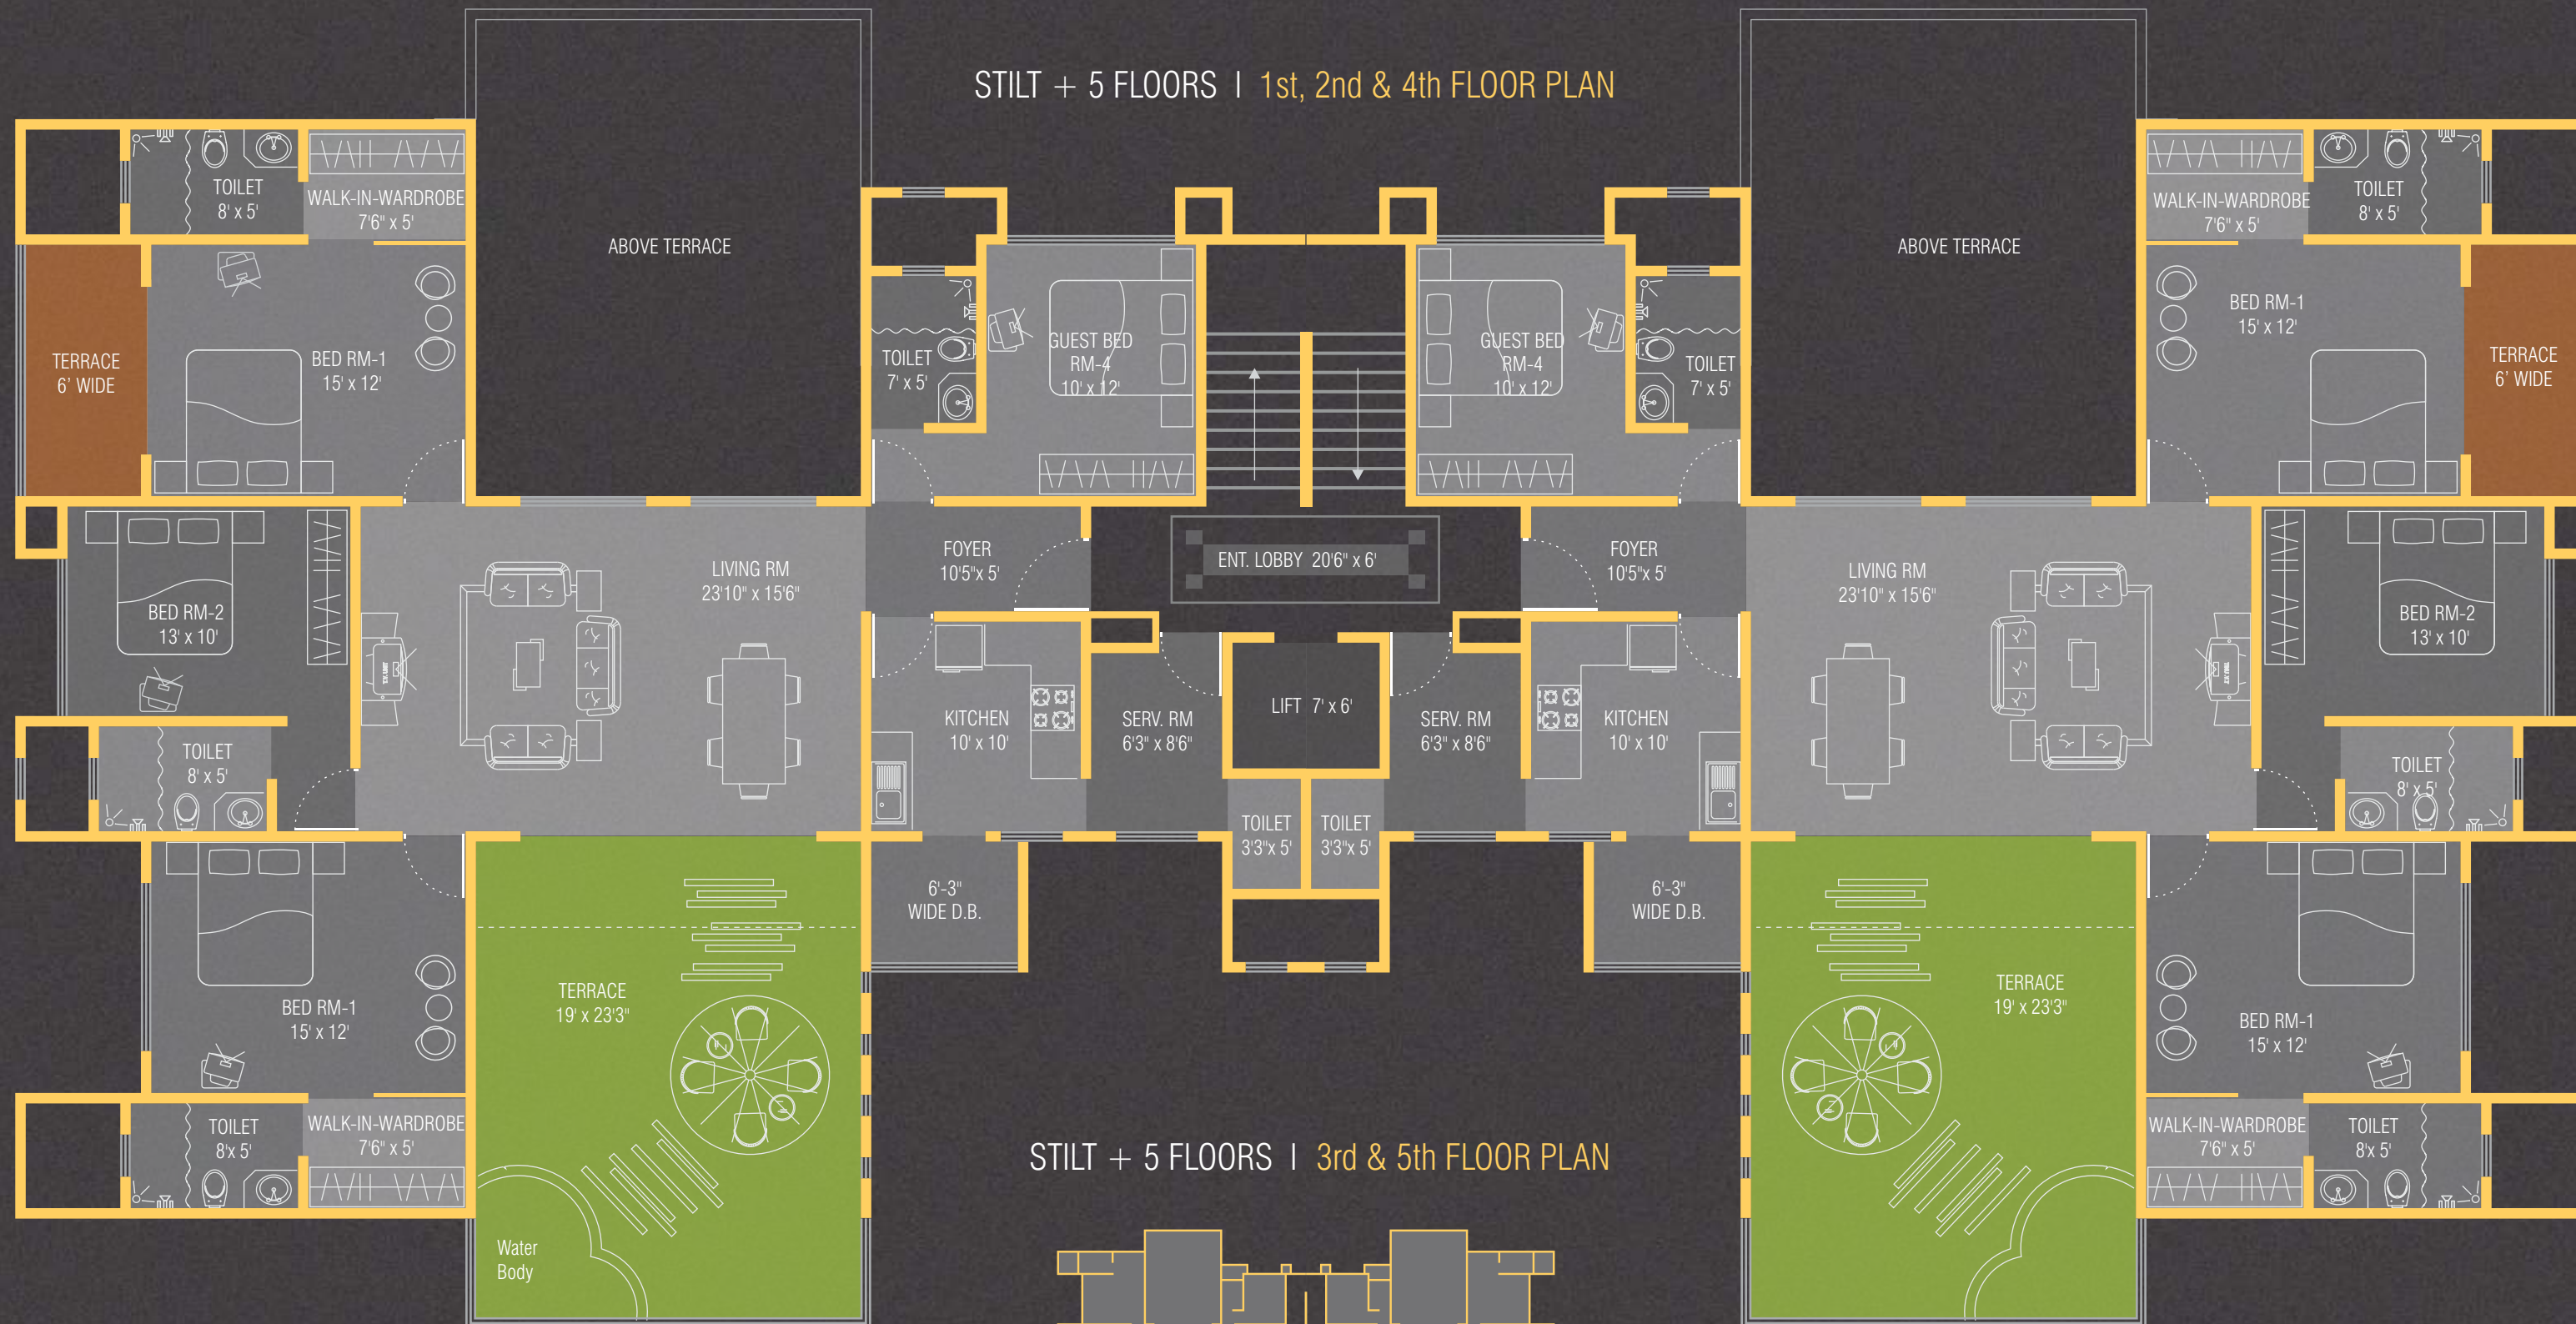 STILT + 5 FLOORS | 1st, 2nd & 4th FLOOR PLAN
TOILET
8' x 5'
WALK-IN-WARDROBE
7'6" x 5'
ABOVE TERRACE
TERRACE
6' WIDE
BED RM-1
15' x 12'
TOILET
7' x 5'
GUEST BED
RM-4
10' x 12'
GUEST BED
RM-4
10' x 12'
TOILET
7' x 5'
ABOVE TERRACE
WALK-IN-WARDROBE
7'6" x 5'
TOILET
8' x 5'
BED RM-1
15' x 12'
TERRACE
6' WIDE
BED RM-2
13' x 10'
LIVING RM
23'10" x 15'6"
FOYER
10'5"x 5'
ENT. LOBBY 20'6" x 6'
FOYER
10'5"x 5'
LIVING RM
23'10" x 15'6"
BED RM-2
13' x 10'
TOILET
8' x 5'
KITCHEN
10' x 10'
SERV. RM
6'3" x 8'6"
LIFT 7' x 6'
SERV. RM
6'3" x 8'6"
KITCHEN
10' x 10'
TOILET
8' x 5'
TOILET
3'3"x 5'
TOILET
3'3"x 5'
6'-3"
WIDE D.B.
6'-3"
WIDE D.B.
BED RM-1
15' x 12'
TERRACE
19' x 23'3"
TERRACE
19' x 23'3"
BED RM-1
15' x 12'
TOILET
8'x 5'
WALK-IN-WARDROBE
7'6" x 5'
STILT + 5 FLOORS | 3rd & 5th FLOOR PLAN
WALK-IN-WARDROBE
7'6" x 5'
TOILET
8'x 5'
Water
Body